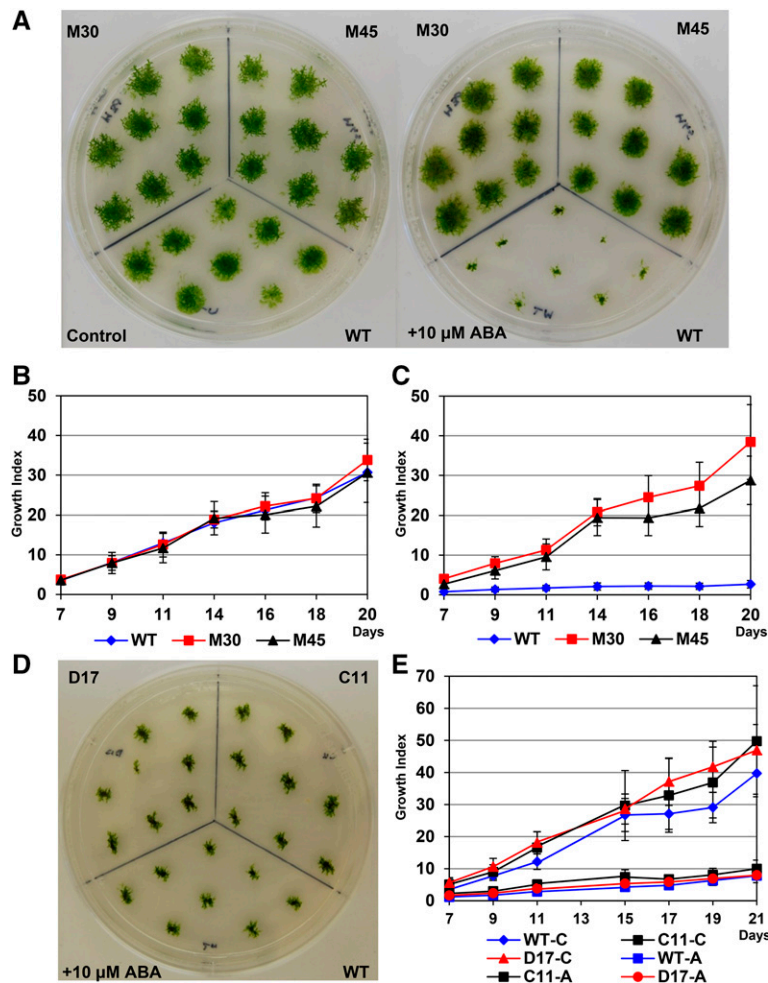 A
M30 M45 M30 M45
Control WT +10 µM ABA WT
B
50
40
30
20
10
0
Growth Index
7 9 11 14 16 18 20
Days
WT M30 M45
C
50
40
30
20
10
0
Growth Index
7 9 11 14 16 18 20
Days
WT M30 M45
D
D17 C11
+10 µM ABA WT
E
70
60
50
40
30
20
10
0
Growth Index
7 9 11 13 15 17 19 21
Days
WT-C C11-C
D17-C WT-A
C11-A D17-A